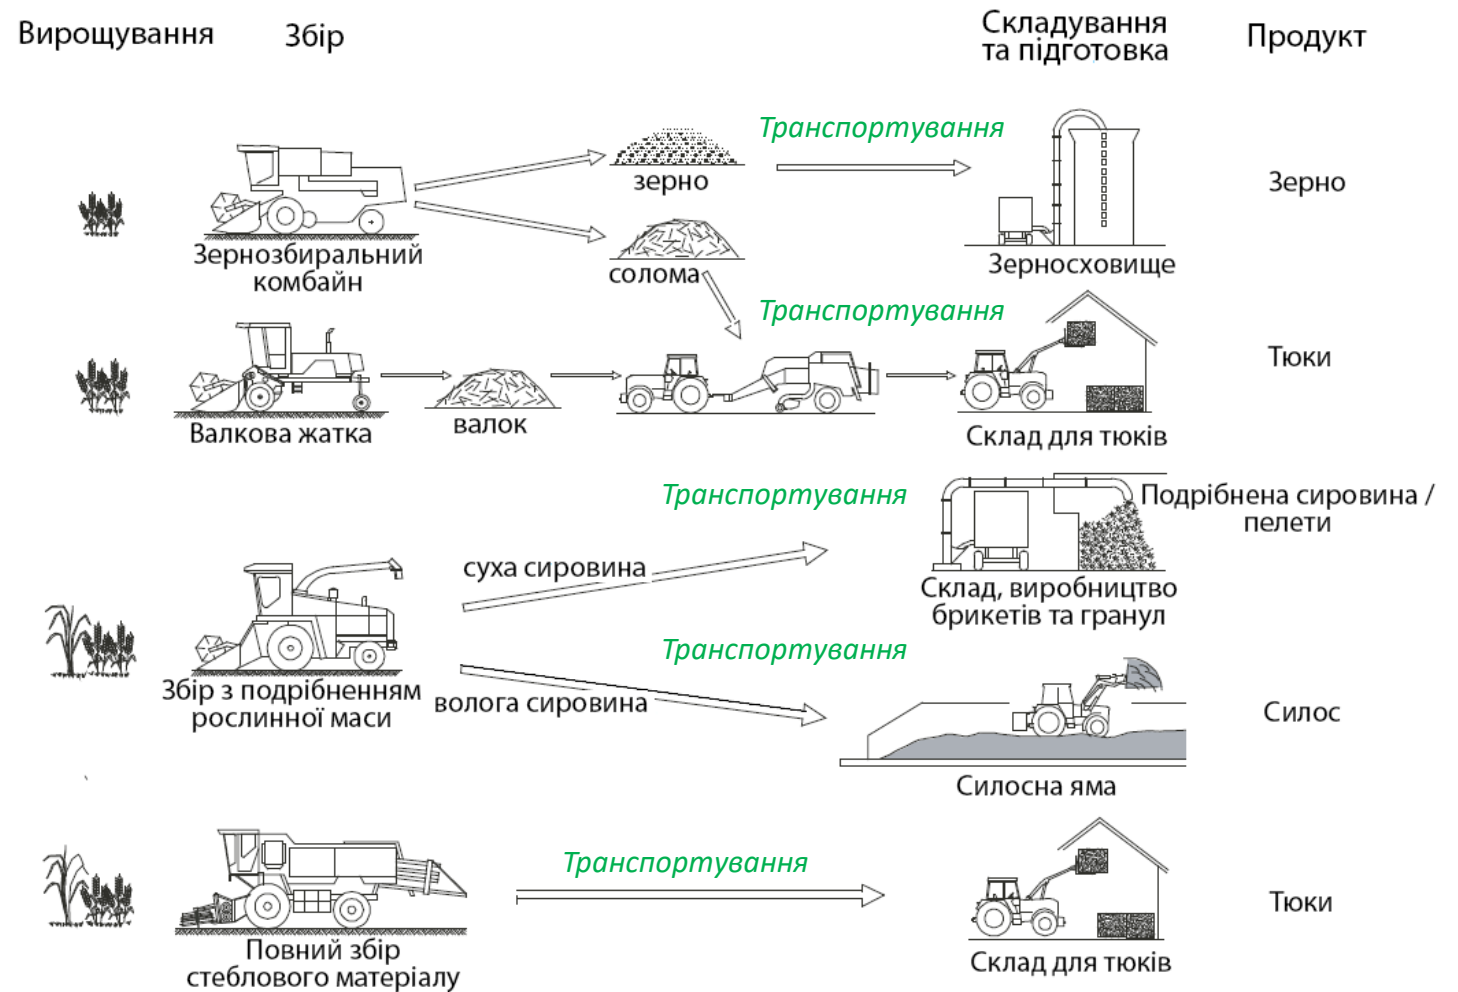 Вирощування
Збір
Складування
та підготовка
Продукт
Транспортування
зерно
Зерно
Зернозбиральний
комбайн
солома
Зерносховище
Транспортування
Тюки
Валкова жатка
валок
Склад для тюків
Транспортування
Подрібнена сировина /
пелети
суха сировина
Склад, виробництво
брикетів та гранул
Транспортування
Збір з подрібненням
рослинної маси
волога сировина
Силос
Силосна яма
Транспортування
Тюки
Повний збір
стеблового матеріалу
Склад для тюків